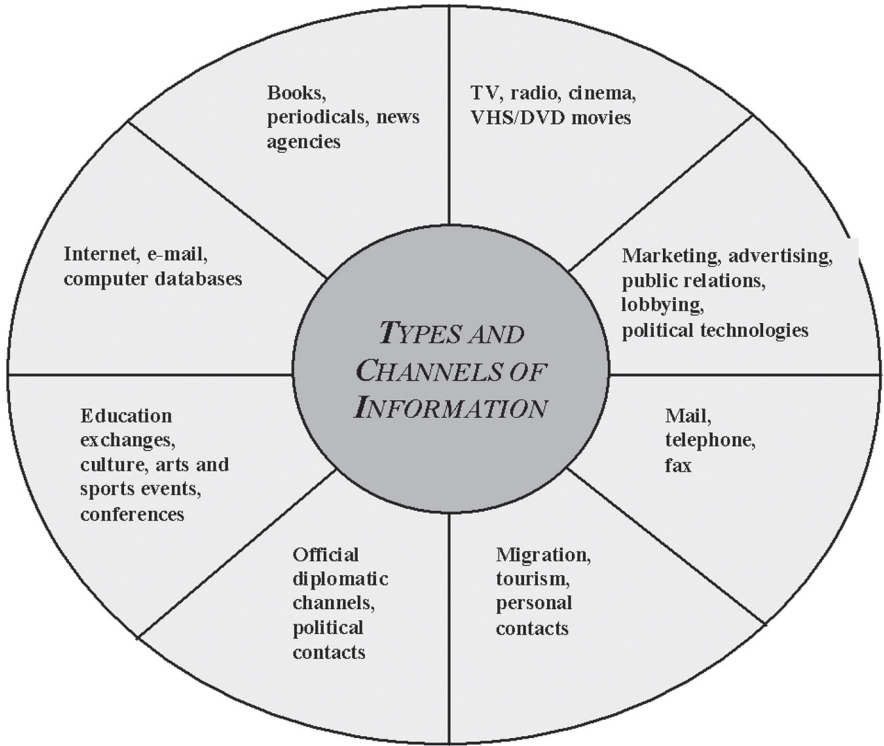 Books,
periodicals, news
agencies
TV, radio, cinema,
VHS/DVD movies
Internet, e-mail,
computer databases
Marketing, advertising,
public relations,
lobbying,
political technologies
TYPES AND
CHANNELS OF
INFORMATION
Education
exchanges,
culture, arts and
sports events,
conferences
Mail,
telephone,
fax
Official
diplomatic
channels,
political
contacts
Migration,
tourism,
personal
contacts